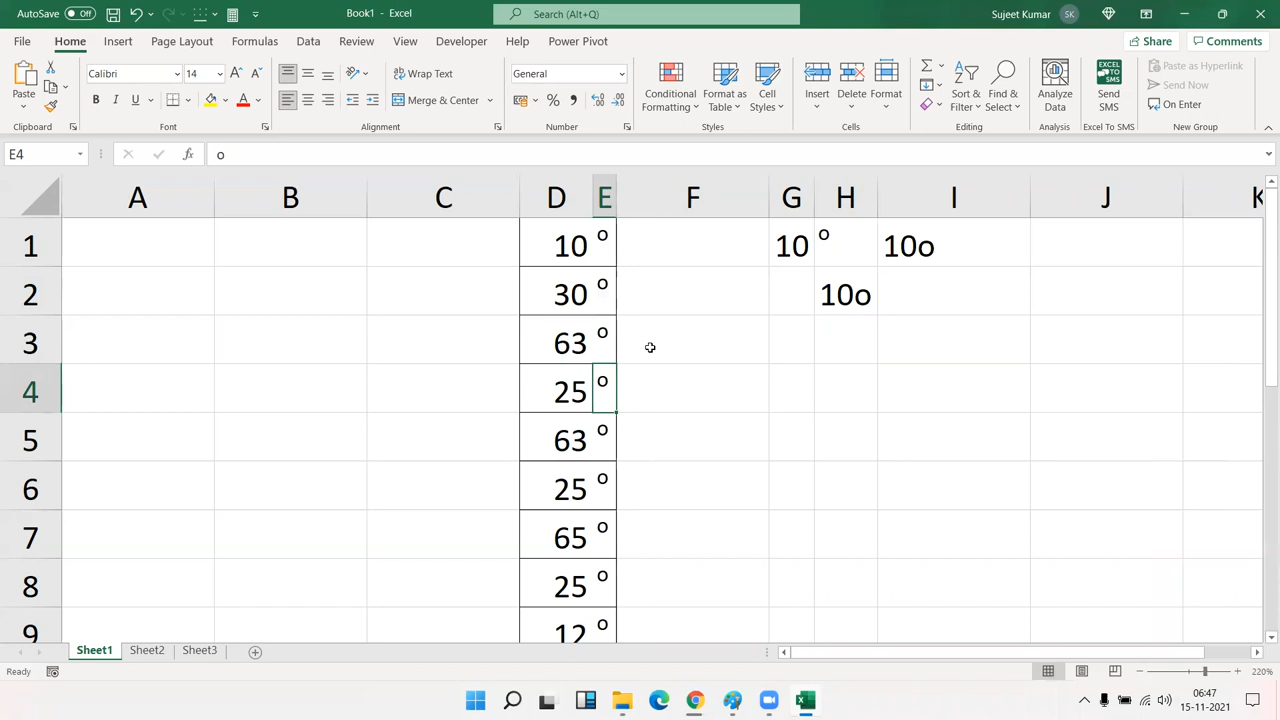 AutoSave Off Book1 - Excel Search (Alt+Q) Sujeet Kumar SK
File Home Insert Page Layout Formulas Data Review View Developer Help Power Pivot Share Comments
Calibri 14 Wrap Text General Paste as Hyperlink
Send Now
Paste B I U A Merge & Center % Conditional Formatting Format as Table Cell Styles Insert Delete Format Sort & Filter Find & Select Analyze Data Send SMS On Enter
Clipboard Font Alignment Number Styles Cells Editing Analysis Excel To SMS New Group
E4 fx o
A B C D E F G H I J K
1 10 o 10 o 10o
2 30 o 10o
3 63 o
4 25 o
5 63 o
6 25 o
7 65 o
8 25 o
9 12 o
Sheet1 Sheet2 Sheet3
Ready 220%
06:47
15-11-2021